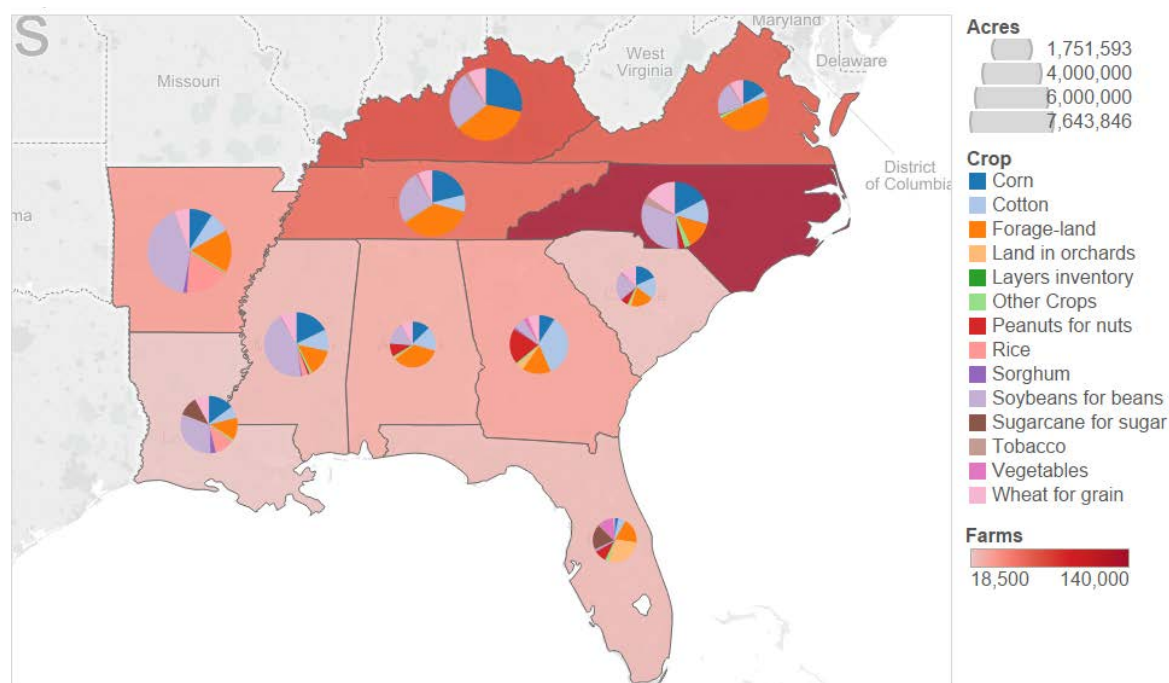 S
Maryland
West
Virginia
Delaware
Missouri
District
of Columbia
ma
Acres
1,751,593
4,000,000
6,000,000
7,643,846
Crop
Corn
Cotton
Forage-land
Land in orchards
Layers inventory
Other Crops
Peanuts for nuts
Rice
Sorghum
Soybeans for beans
Sugarcane for sugar
Tobacco
Vegetables
Wheat for grain
Farms
18,500 140,000